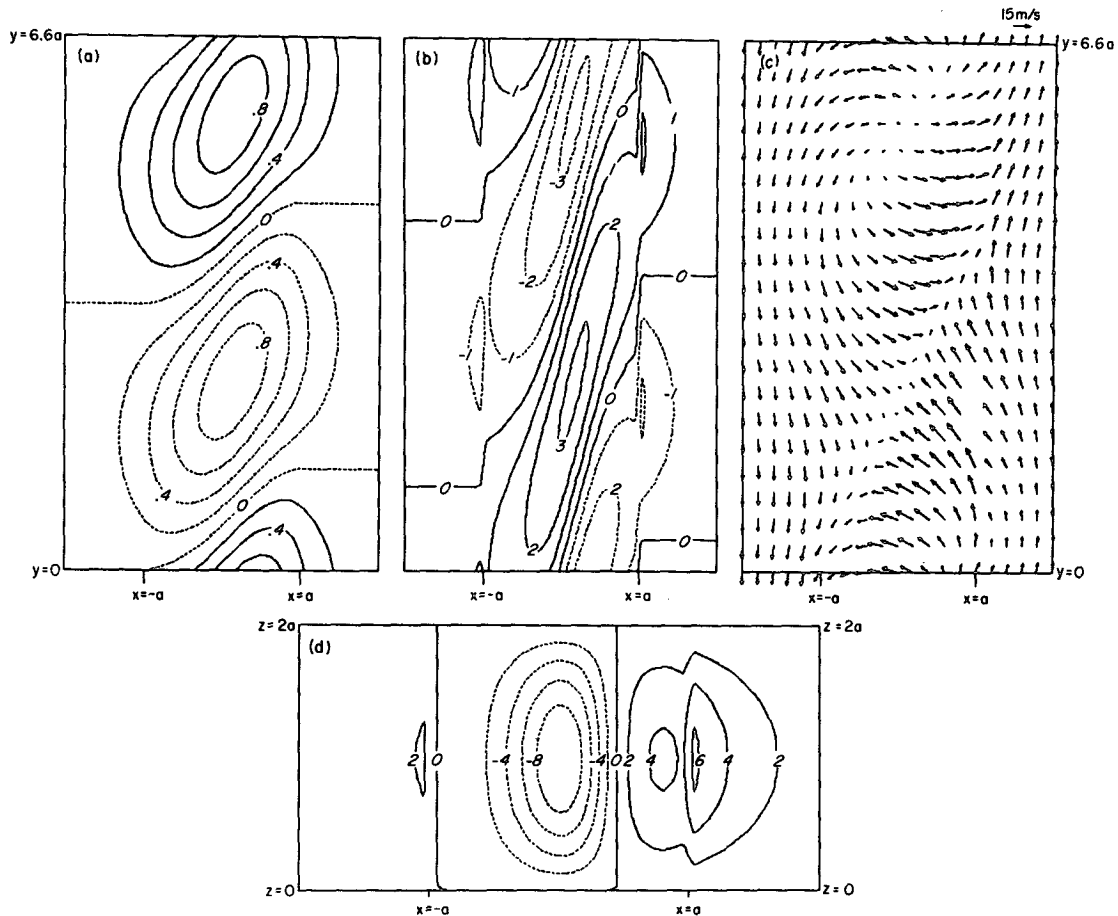 15m/s
y=6.6a
(a)
(b)
(c)
y=6.6a
.8
.4
0
.4
.8
.4
0
.4
y=0
x=-a
x=a
1
0
1
-3
0
-2
2
0
-1
-1
0
-1
3
0
2
2
0
x=-a
x=a
y=0
x=-a
x=a
z=2a
(d)
z=2a
2
0
-4
-8
-4
0
2
4
6
4
2
z=0
z=0
x=-a
x=a